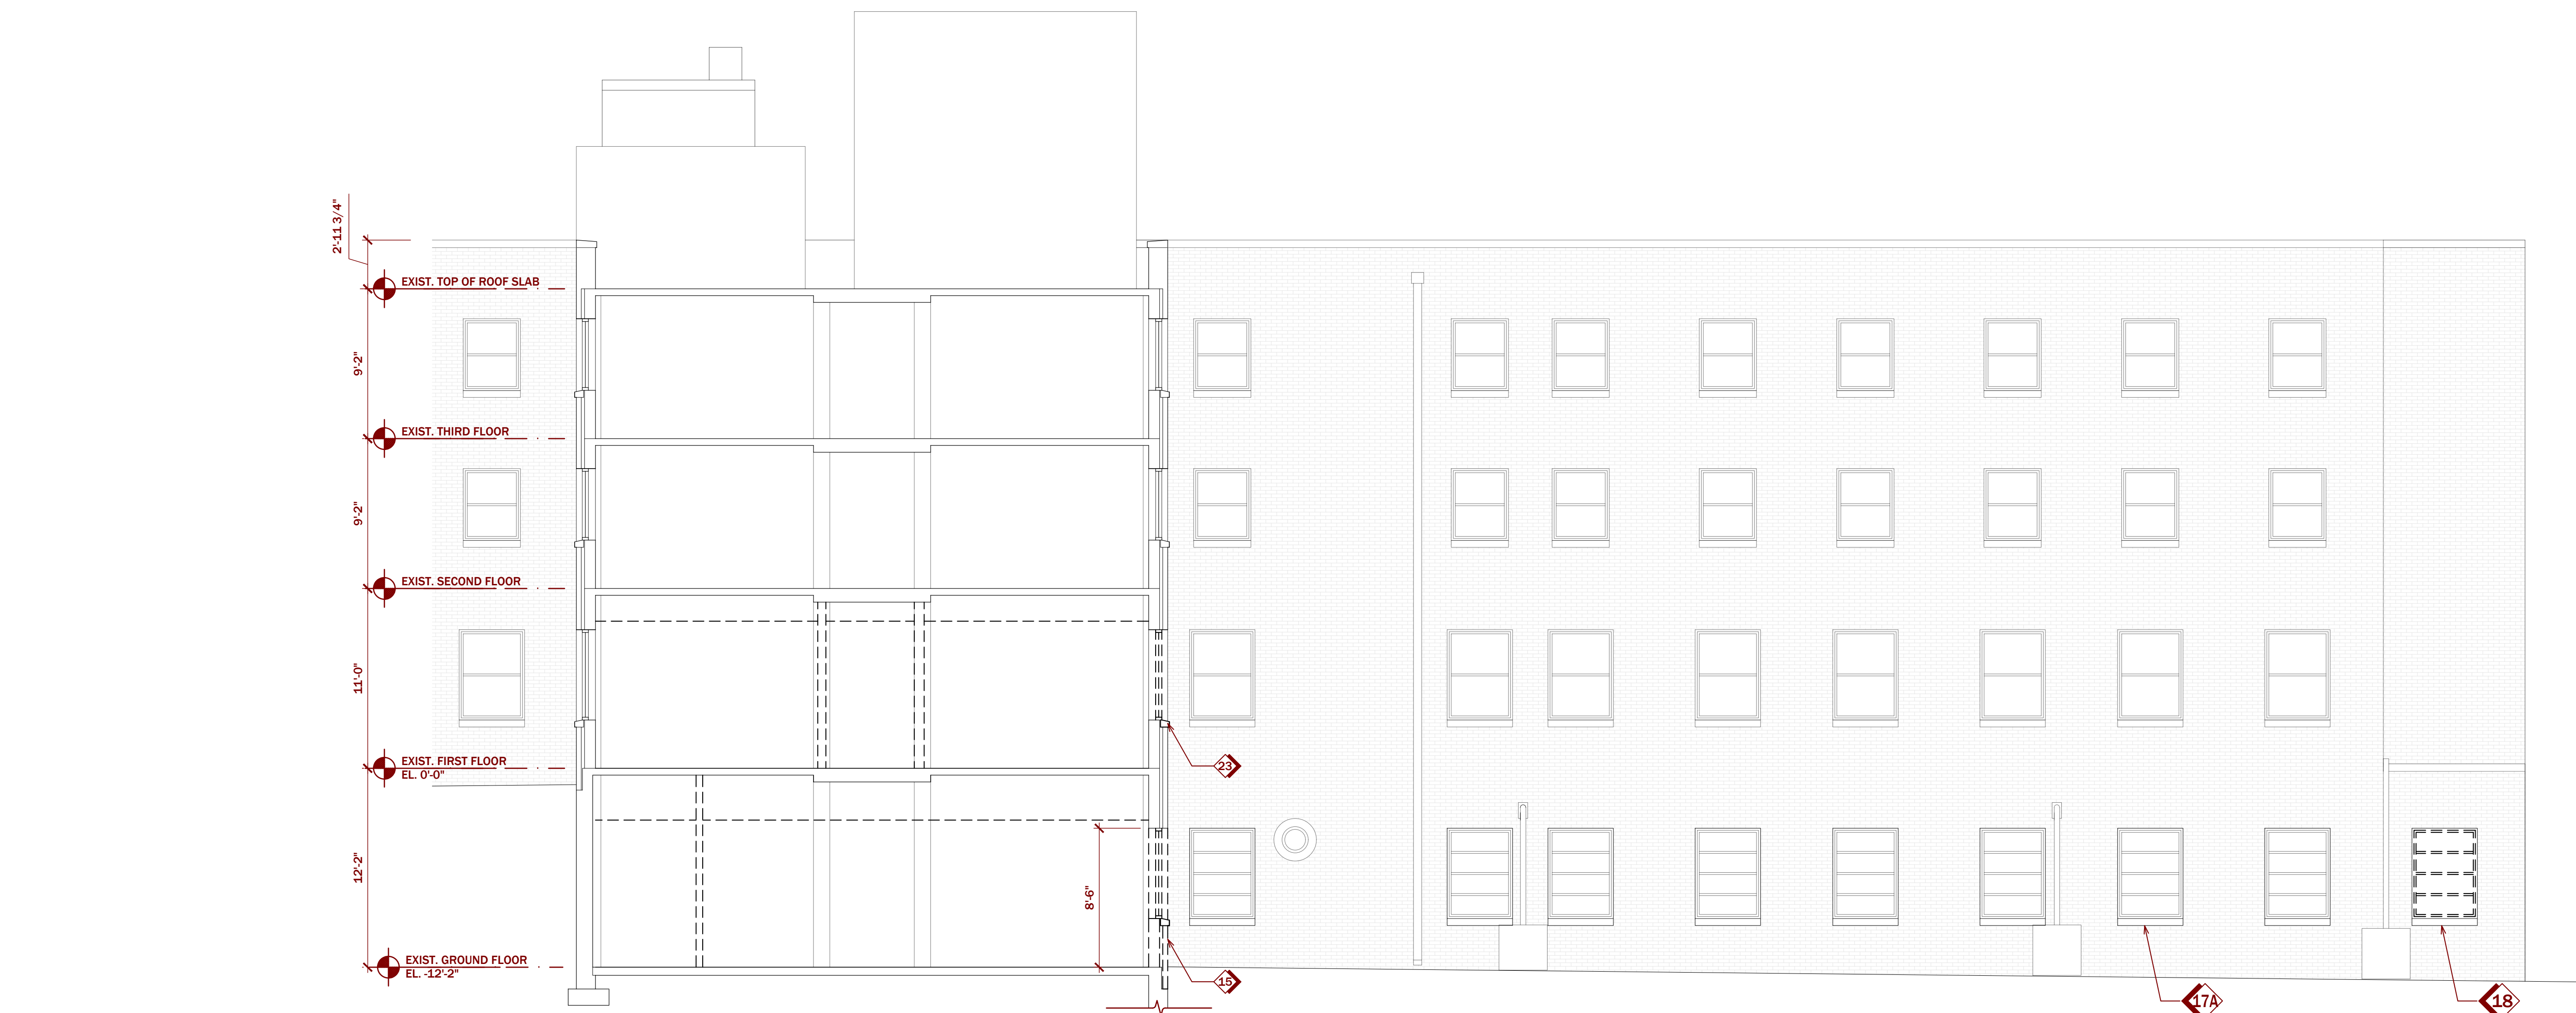 2'-11 3/4"
EXIST. TOP OF ROOF SLAB
9'-2"
EXIST. THIRD FLOOR
9'-2"
EXIST. SECOND FLOOR
11'-0"
EXIST. FIRST FLOOR
EL. 0'-0"
23
12'-2"
8'-6"
EXIST. GROUND FLOOR
EL. -12'-2"
15
17A
18